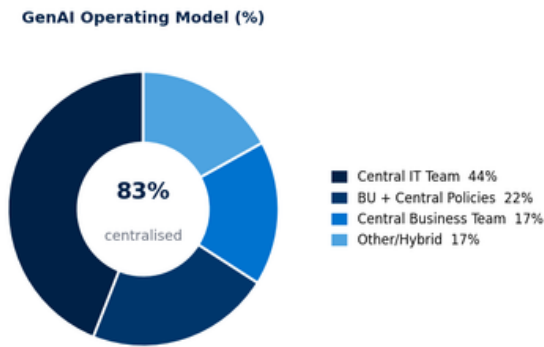 GenAI Operating Model (%)
83%
centralised
Central IT Team 44%
BU + Central Policies 22%
Central Business Team 17%
Other/Hybrid 17%